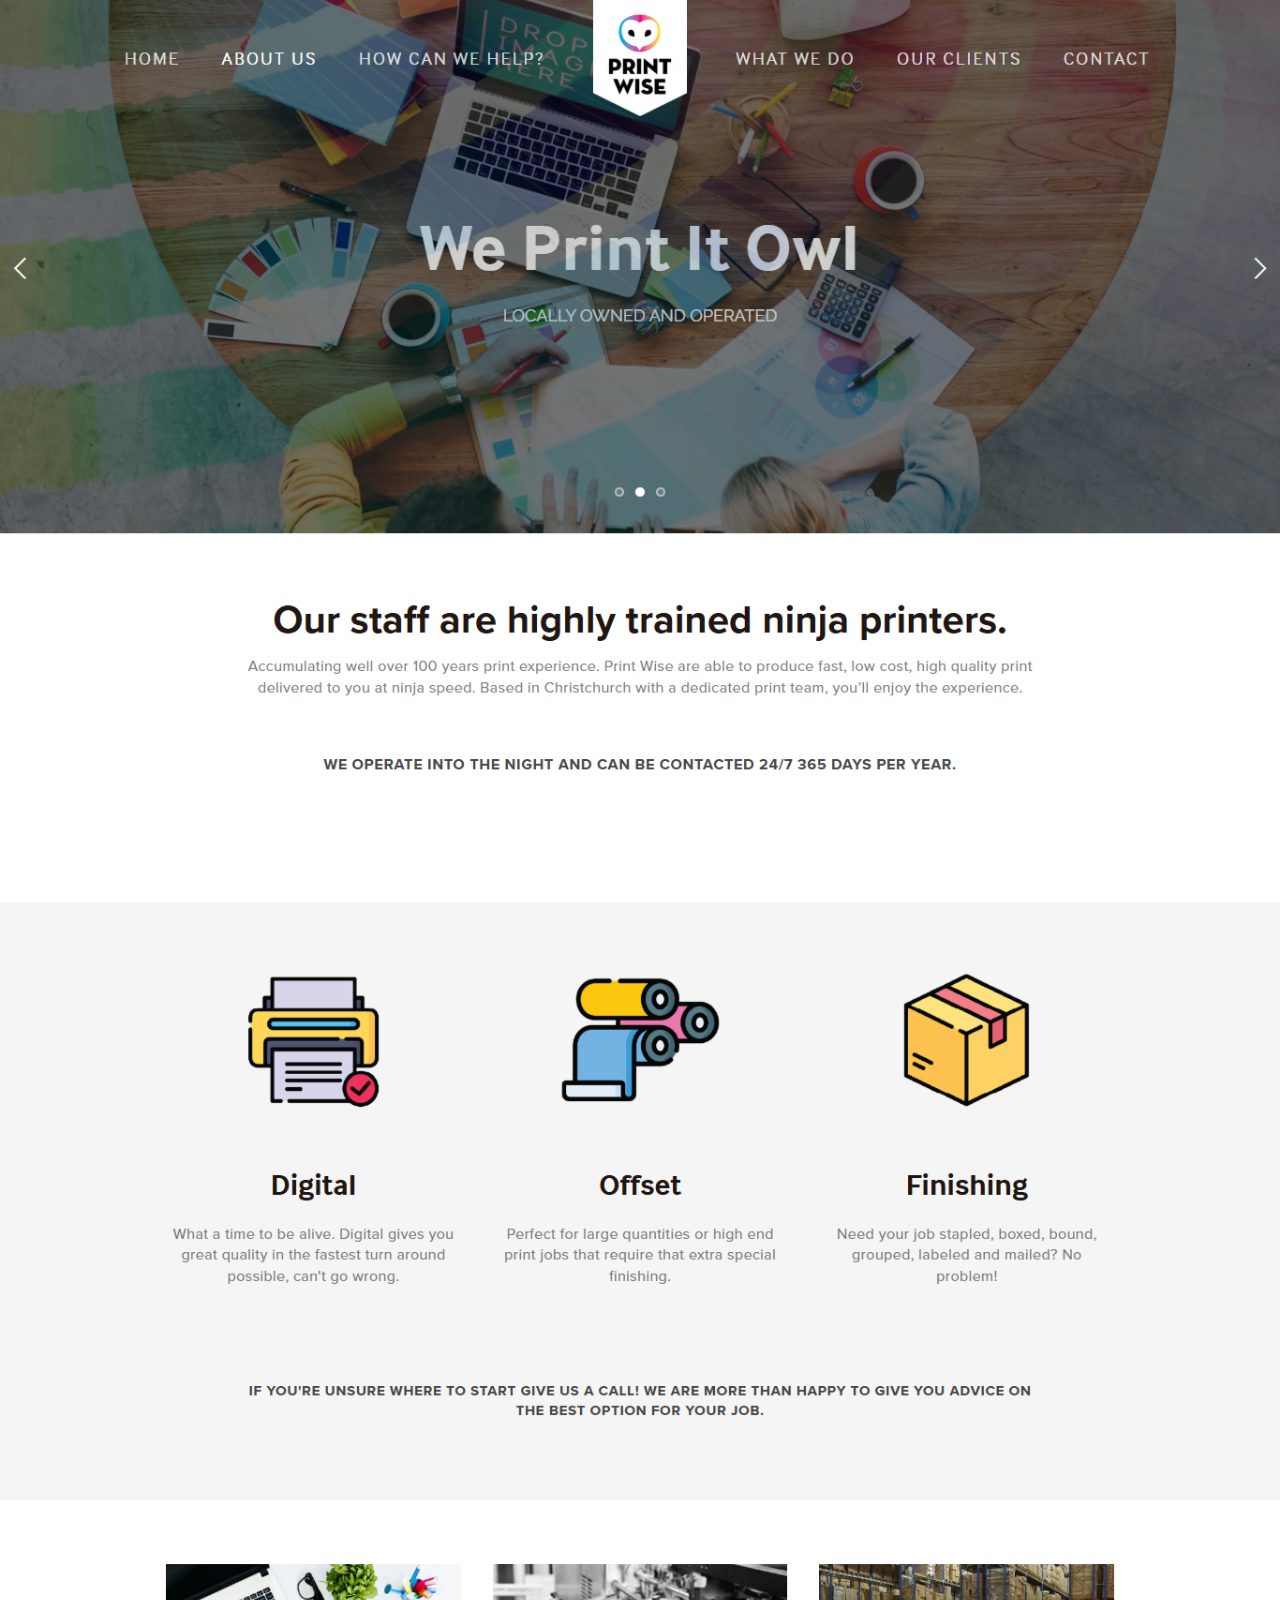 HOME ABOUT US HOW CAN WE HELP? PRINT WISE WHAT WE DO OUR CLIENTS CONTACT
DROP
IMAG
HERE
We Print It Owl
LOCALLY OWNED AND OPERATED
Our staff are highly trained ninja printers.
Accumulating well over 100 years print experience. Print Wise are able to produce fast, low cost, high quality print
delivered to you at ninja speed. Based in Christchurch with a dedicated print team, you’ll enjoy the experience.
WE OPERATE INTO THE NIGHT AND CAN BE CONTACTED 24/7 365 DAYS PER YEAR.
Digital
What a time to be alive. Digital gives you
great quality in the fastest turn around
possible, can't go wrong.
Offset
Perfect for large quantities or high end
print jobs that require that extra special
finishing.
Finishing
Need your job stapled, boxed, bound,
grouped, labeled and mailed? No
problem!
IF YOU'RE UNSURE WHERE TO START GIVE US A CALL! WE ARE MORE THAN HAPPY TO GIVE YOU ADVICE ON
THE BEST OPTION FOR YOUR JOB.